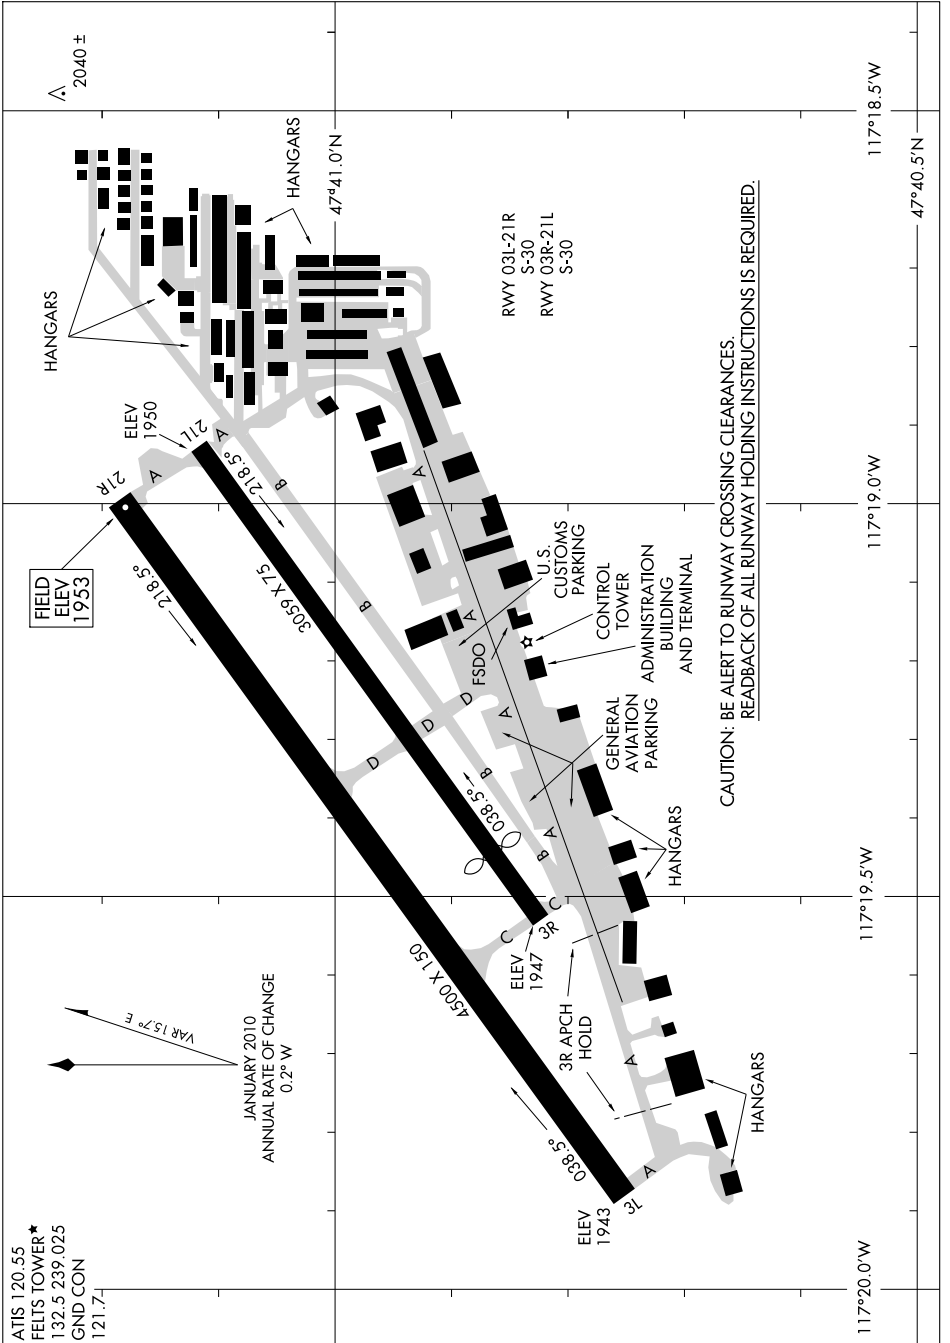 ATIS 120.55
FELTS TOWER★
132.5 239.025
GND CON
121.7
JANUARY 2010
ANNUAL RATE OF CHANGE
0.2° W
VAR 15.7° E
FIELD
ELEV
1953
HANGARS
2040 ±
21R
A
218.5°
ELEV
1950
21L
A
218.5°
B
3059 X 75
B
4500 X 150
D
D
D
B
038.5°
B
C
C
3R
ELEV
1947
3R APCH
HOLD
038.5°
ELEV
1943
3L
A
A
A
A
A
A
HANGARS
47ᵈ41.0'N
RWY 03L-21R
S-30
RWY 03R-21L
S-30
U.S.
CUSTOMS
PARKING
FSDO
CONTROL
TOWER
ADMINISTRATION
BUILDING
AND TERMINAL
GENERAL
AVIATION
PARKING
HANGARS
HANGARS
CAUTION: BE ALERT TO RUNWAY CROSSING CLEARANCES.
READBACK OF ALL RUNWAY HOLDING INSTRUCTIONS IS REQUIRED.
117°20.0'W
117°19.5'W
117°19.0'W
117°18.5'W
47°40.5'N